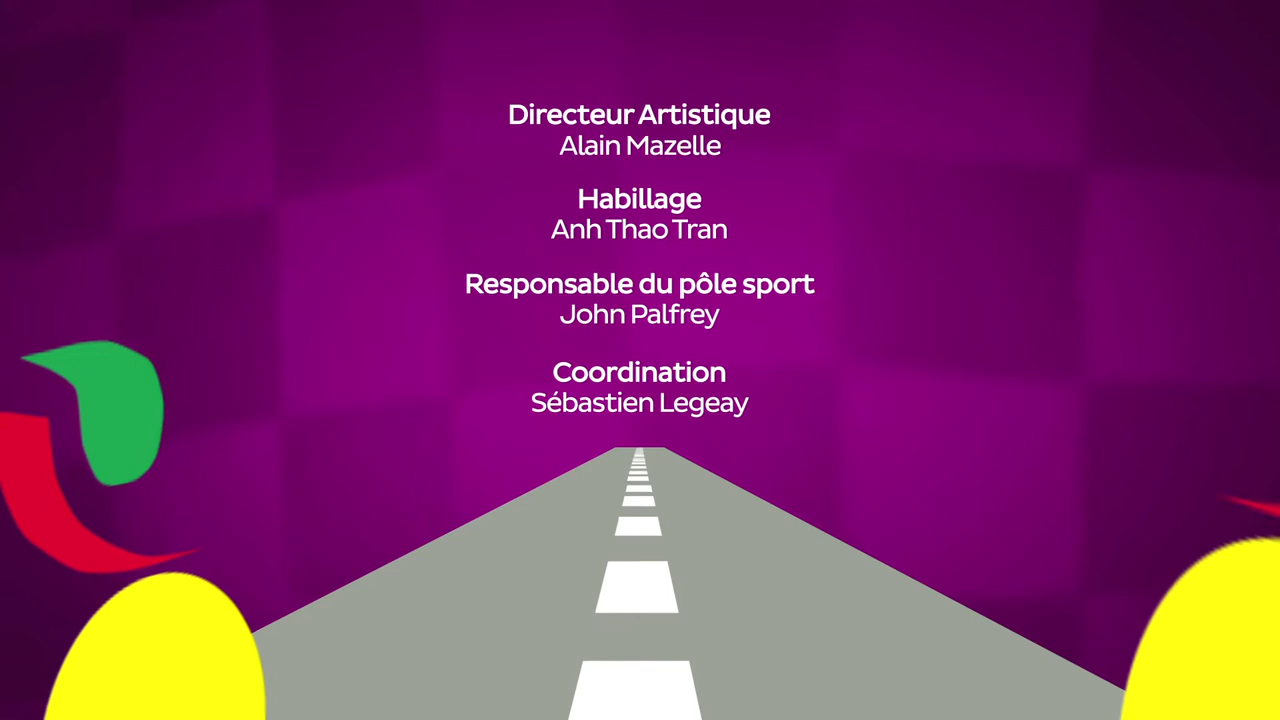 Directeur Artistique
Alain Mazelle
Habillage
Anh Thao Tran
Responsable du pôle sport
John Palfrey
Coordination
Sébastien Legeay